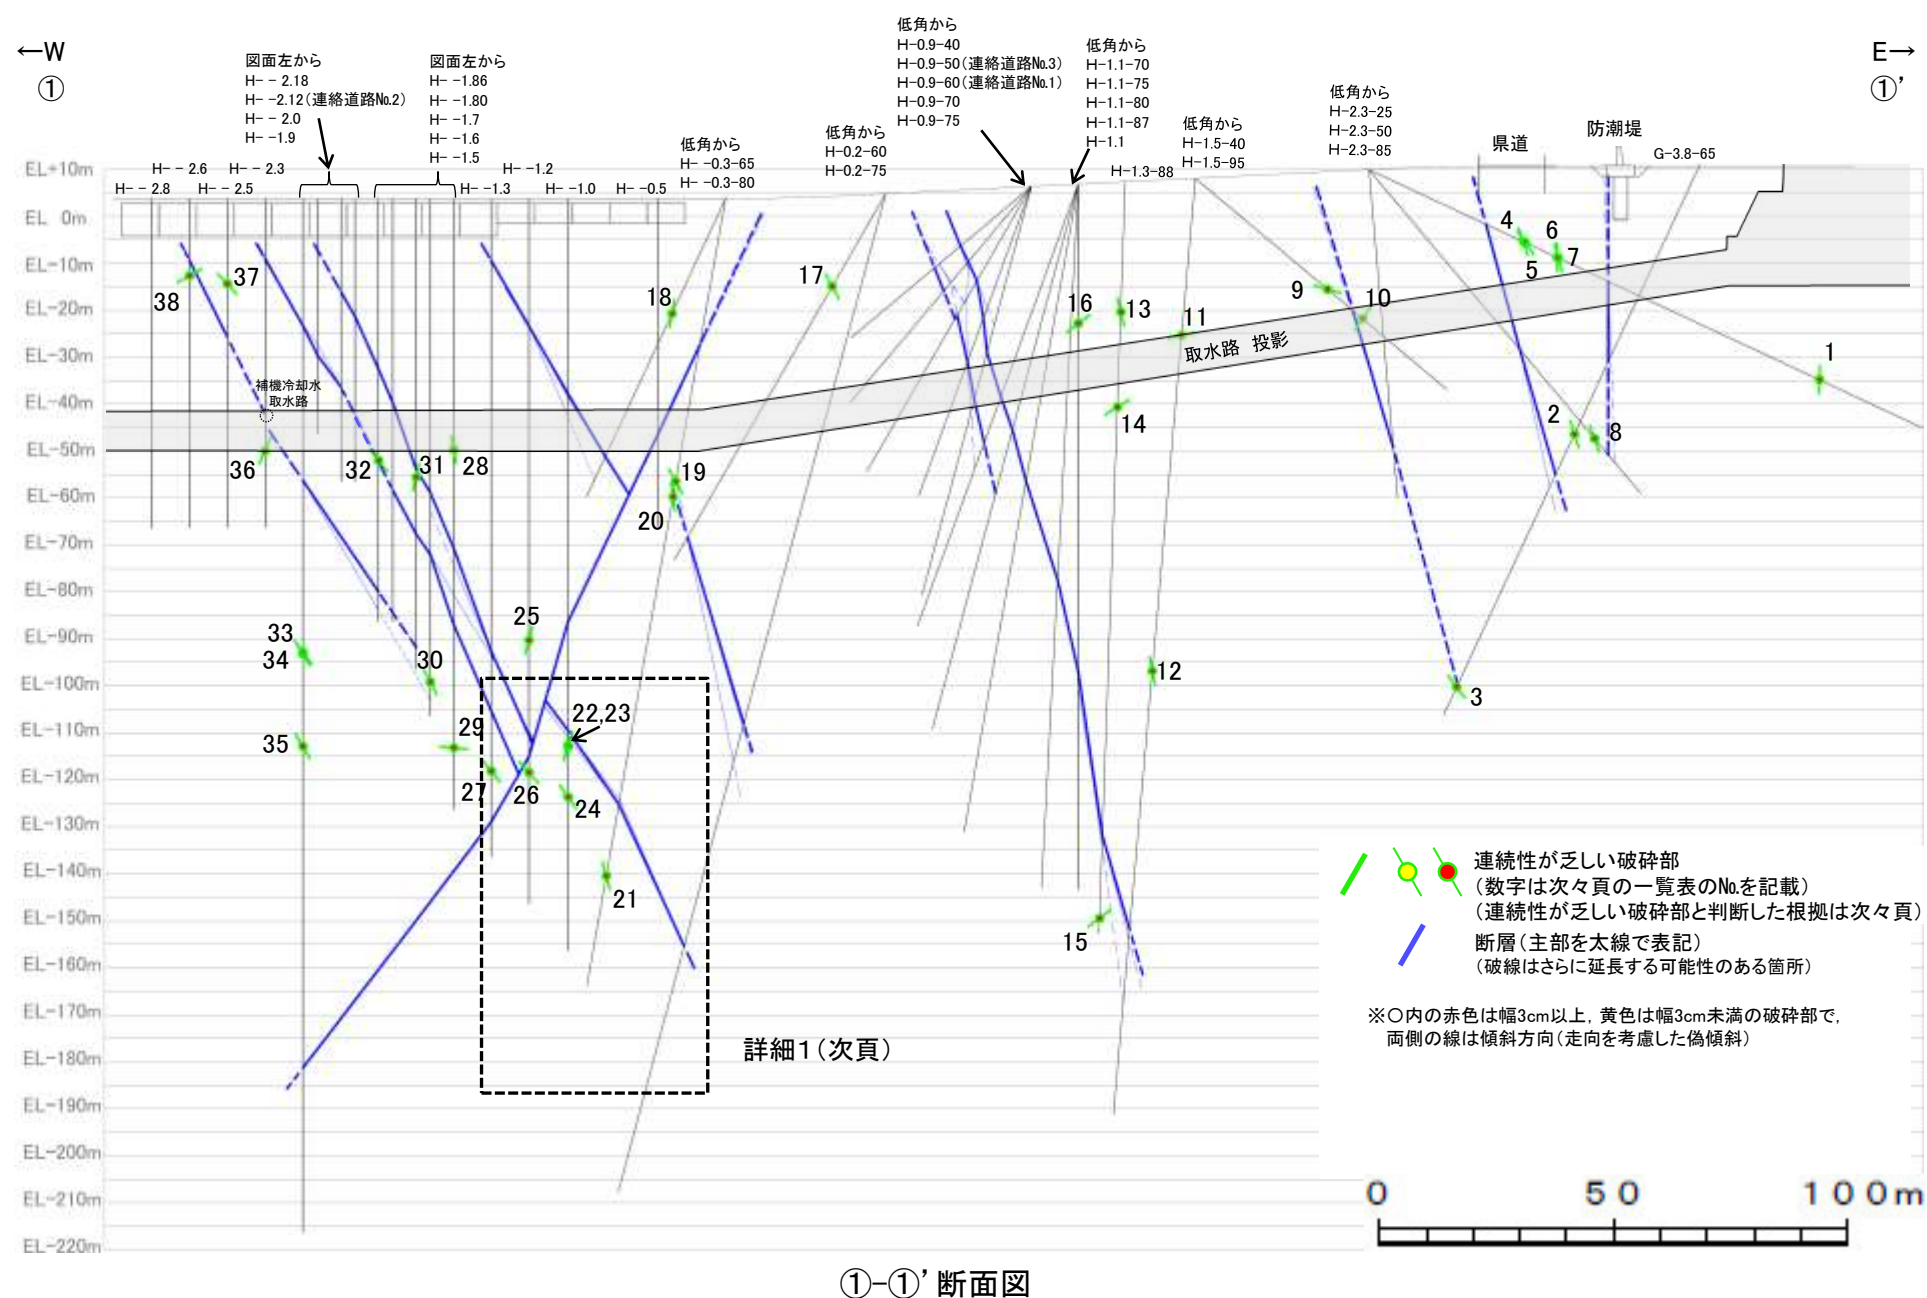 ←W
①
E→
①’
図面左から
H- - 2.18
H- -2.12(連絡道路№2)
H- - 2.0
H- -1.9
図面左から
H- -1.86
H- -1.80
H- -1.7
H- -1.6
H- -1.5
低角から
H-0.9-40
H-0.9-50(連絡道路№3)
H-0.9-60(連絡道路№1)
H-0.9-70
H-0.9-75
低角から
H-1.1-70
H-1.1-75
H-1.1-80
H-1.1-87
H-1.1
低角から
H- -0.3-65
H- -0.3-80
低角から
H-0.2-60
H-0.2-75
低角から
H-1.5-40
H-1.5-95
低角から
H-2.3-25
H-2.3-50
H-2.3-85
県道
防潮堤
G-3.8-65
H- - 2.6
H- -2.3
H- -1.2
H-1.3-88
H- - 2.8
H- -2.5
H- -1.3
H- -1.0
H- -0.5
EL+10m
EL 0m
EL-10m
EL-20m
EL-30m
EL-40m
EL-50m
EL-60m
EL-70m
EL-80m
EL-90m
EL-100m
EL-110m
EL-120m
EL-130m
EL-140m
EL-150m
EL-160m
EL-170m
EL-180m
EL-190m
EL-200m
EL-210m
EL-220m
4
6
5
7
38
37
17
18
16
13
11
9
10
取水路 投影
1
補機冷却水
取水路
14
2
8
36
32
31
28
19
20
33
34
30
25
12
3
35
29
22,23
27
26
24
21
15
詳細1(次頁)
連続性が乏しい破砕部
(数字は次々頁の一覧表の№を記載)
(連続性が乏しい破砕部と判断した根拠は次々頁)
断層(主部を太線で表記)
(破線はさらに延長する可能性のある箇所)
※〇内の赤色は幅3cm以上, 黄色は幅3cm未満の破砕部で,
両側の線は傾斜方向(走向を考慮した偽傾斜)
0 50 100m
①-①’断面図